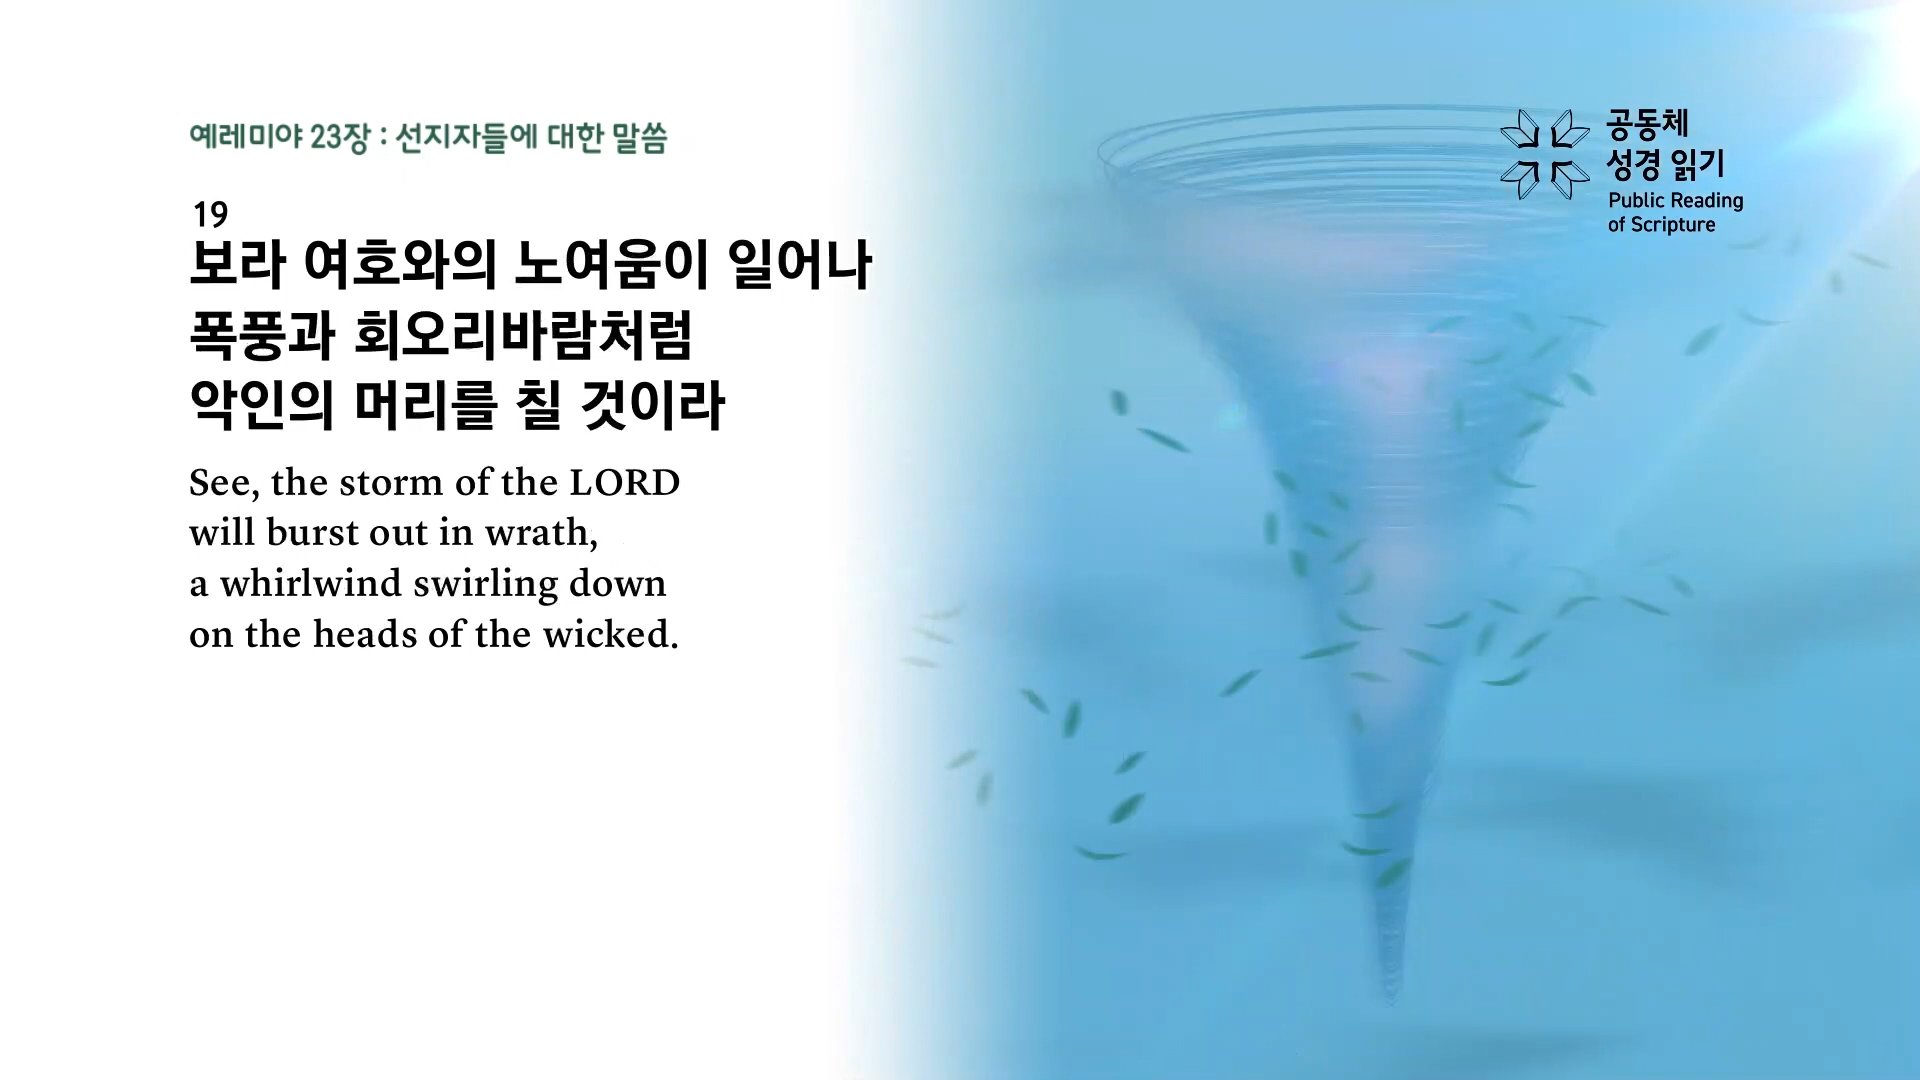 예레미야 23장 : 선지자들에 대한 말씀
19
보라 여호와의 노여움이 일어나
폭풍과 회오리바람처럼
악인의 머리를 칠 것이라
See, the storm of the LORD
will burst out in wrath,
a whirlwind swirling down
on the heads of the wicked.
공동체
성경 읽기
Public Reading
of Scripture